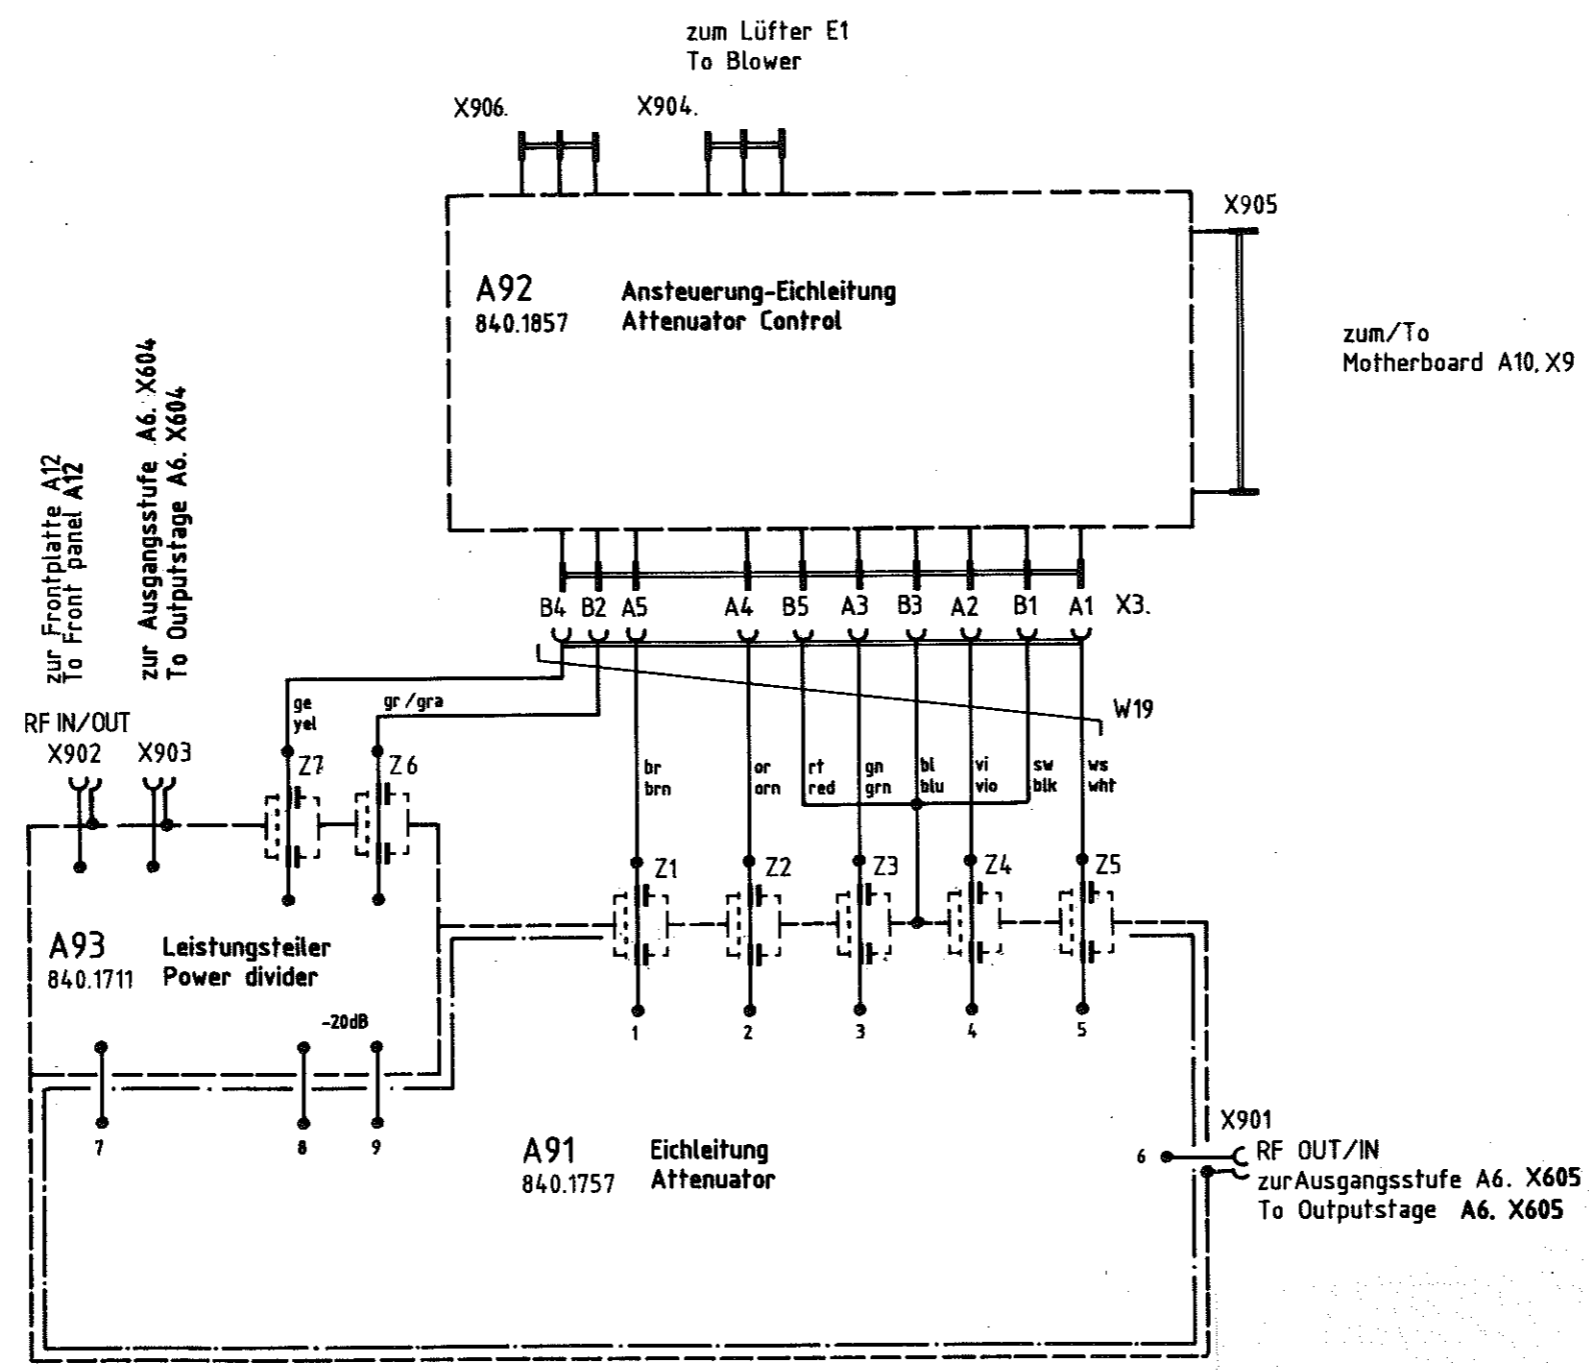 zum Lüfter E1
To Blower
X906.
X904.
X905
A92
Ansteuerung-Eichleitung
840.1857
Attenuator Control
zum/To
Motherboard A10, X9
zur Frontplatte A12
To Front panel A12
zur Ausgangsstufe A6. X604
To Outputstage A6. X604
B4 B2 A5 A4 B5 A3 B3 A2 B1 A1 X3.
W19
RF IN/OUT
X902
X903
ge
yel
gr/gra
br
brn
or
orn
rt
red
gn
grn
bl
blu
vi
vio
sw
blk
ws
wht
Z7
Z6
Z1
Z2
Z3
Z4
Z5
A93
Leistungsteiler
840.1711
Power divider
-20dB
1
2
3
4
5
7
8
9
A91
Eichleitung
840.1757
Attenuator
X901
6
RF OUT/IN
zurAusgangsstufe A6. X605
To Outputstage A6. X605